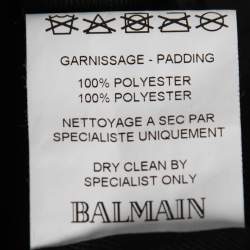 GARNISSAGE - PADDING
100% POLYESTER
100% POLYESTER
NETTOYAGE A SEC PAR
SPECIALISTE UNIQUEMENT
DRY CLEAN BY
SPECIALIST ONLY
BALMAIN